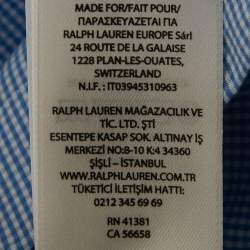 MADE FOR/FAIT POUR/
ΠΑΡΑΣΚΕΥΑΖΕΤΑΙ ΓΙΑ
RALPH LAUREN EUROPE Sárl
24 ROUTE DE LA GALAISE
1228 PLAN-LES-OUATES,
SWITZERLAND
N.I.F.: IT03945310963
RALPH LAUREN MAĞAZACILIK VE
TİC. LTD. ŞTİ
ESENTEPE KASAP SOK. ALTINAY İŞ
MERKEZİ NO:8-10 K:4 34360
ŞİŞLİ – İSTANBUL
WWW.RALPHLAUREN.COM.TR
TÜKETİCİ İLETİŞİM HATTI:
0212 345 69 69
RN 41381
CA 56658